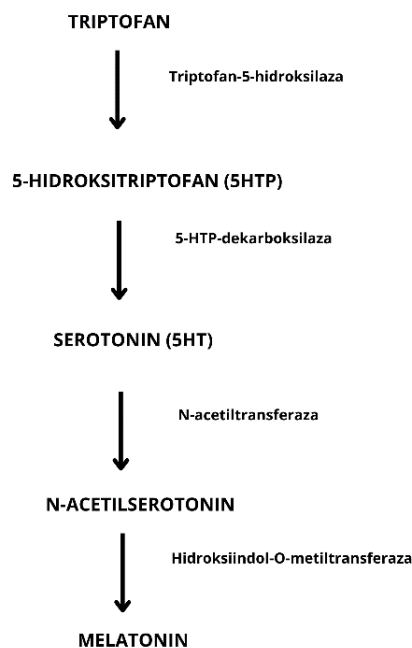 TRIPTOFAN
Triptofan-5-hidroksilaza
5-HIDROKSITRIPTOFAN (5HTP)
5-HTP-dekarboksilaza
SEROTONIN (5HT)
N-acetiltransferaza
N-ACETILSEROTONIN
Hidroksiindol-O-metiltransferaza
MELATONIN